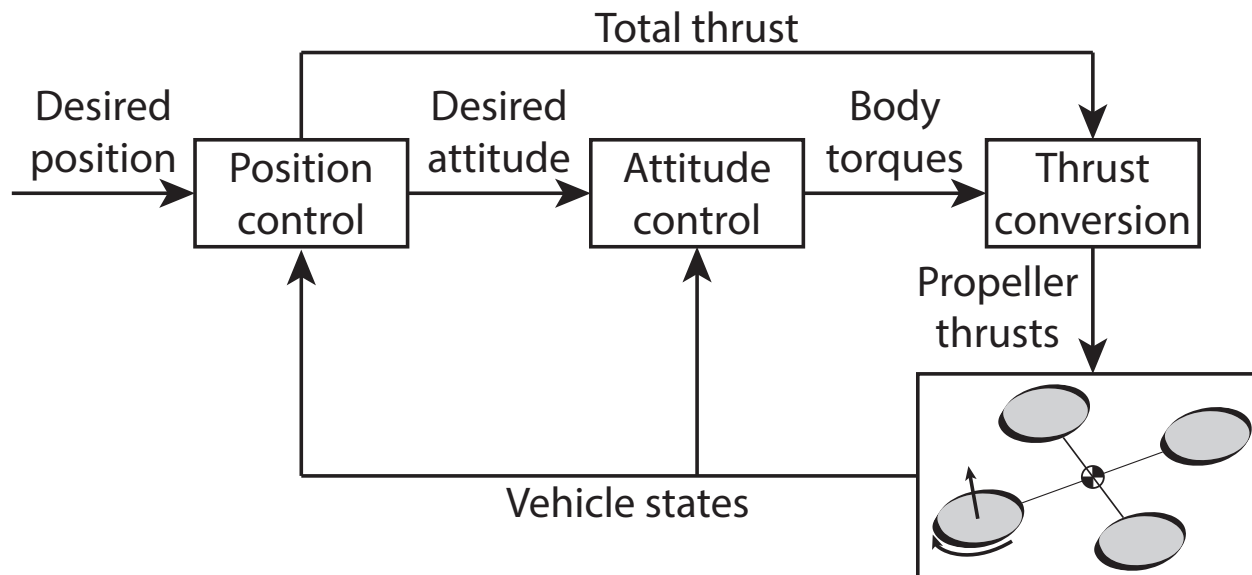 Total thrust
Desired
position
Position
control
Desired
attitude
Attitude
control
Body
torques
Thrust
conversion
Propeller
thrusts
Vehicle states